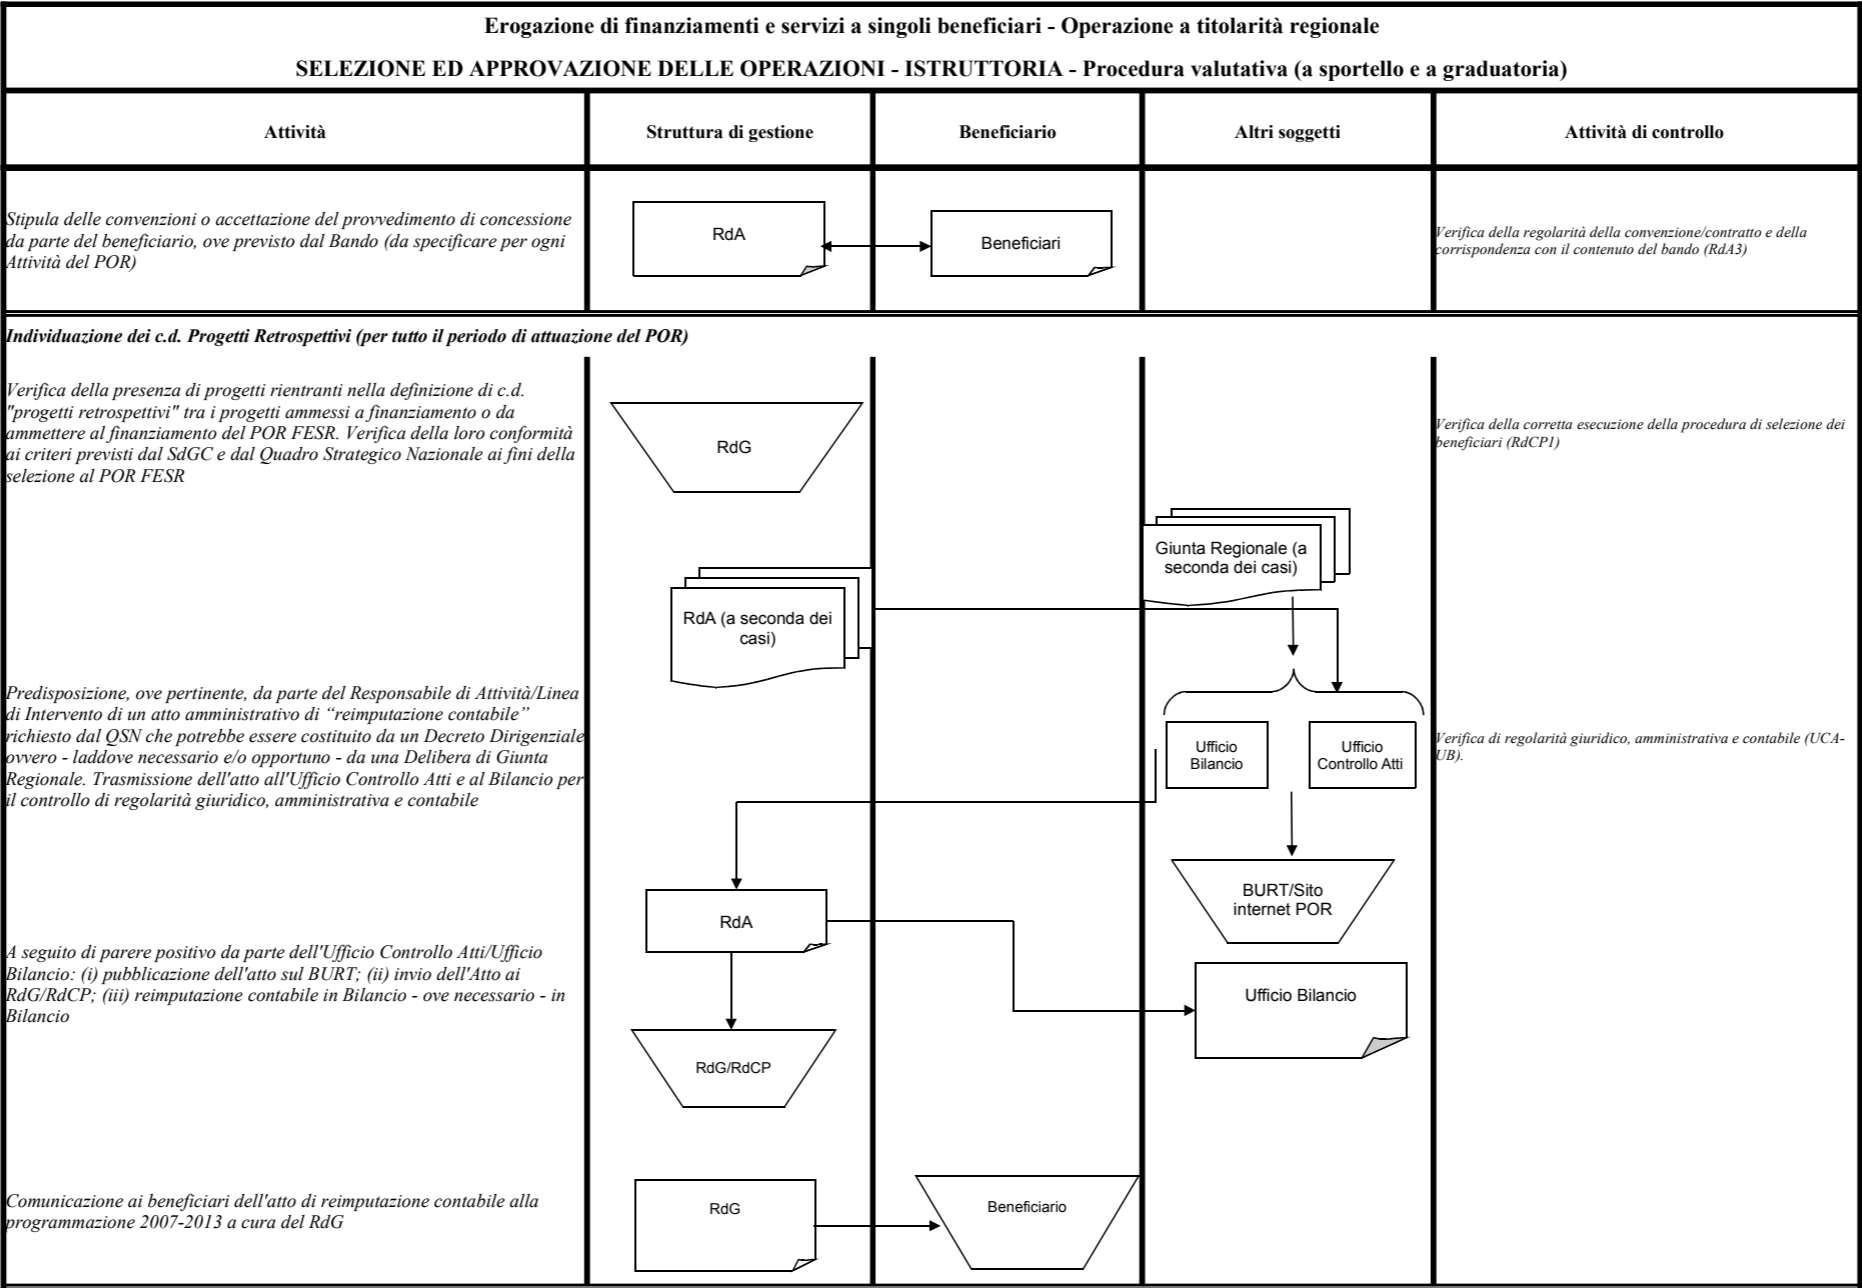 Erogazione di finanziamenti e servizi a singoli beneficiari - Operazione a titolarità regionale
SELEZIONE ED APPROVAZIONE DELLE OPERAZIONI - ISTRUTTORIA - Procedura valutativa (a sportello e a graduatoria)
Attività
Struttura di gestione
Beneficiario
Altri soggetti
Attività di controllo
Stipula delle convenzioni o accettazione del provvedimento di concessione
da parte del beneficiario, ove previsto dal Bando (da specificare per ogni
Attività del POR)
RdA
Beneficiari
Verifica della regolarità della convenzione/contratto e della
corrispondenza con il contenuto del bando (RdA3)
Individuazione dei c.d. Progetti Retrospettivi (per tutto il periodo di attuazione del POR)
Verifica della presenza di progetti rientranti nella definizione di c.d.
"progetti retrospettivi" tra i progetti ammessi a finanziamento o da
ammettere al finanziamento del POR FESR. Verifica della loro conformità
ai criteri previsti dal SdGC e dal Quadro Strategico Nazionale ai fini della
selezione al POR FESR
RdG
Verifica della corretta esecuzione della procedura di selezione dei
beneficiari (RdCP1)
Giunta Regionale (a
seconda dei casi)
RdA (a seconda dei
casi)
Predisposizione, ove pertinente, da parte del Responsabile di Attività/Linea
di Intervento di un atto amministrativo di “reimputazione contabile”
richiesto dal QSN che potrebbe essere costituito da un Decreto Dirigenziale
ovvero - laddove necessario e/o opportuno - da una Delibera di Giunta
Regionale. Trasmissione dell'atto all'Ufficio Controllo Atti e al Bilancio per
il controllo di regolarità giuridico, amministrativa e contabile
Ufficio
Bilancio
Ufficio
Controllo Atti
Verifica di regolarità giuridico, amministrativa e contabile (UCA-
UB).
BURT/Sito
internet POR
RdA
A seguito di parere positivo da parte dell'Ufficio Controllo Atti/Ufficio
Bilancio: (i) pubblicazione dell'atto sul BURT; (ii) invio dell'Atto ai
RdG/RdCP; (iii) reimputazione contabile in Bilancio - ove necessario - in
Bilancio
Ufficio Bilancio
RdG/RdCP
Comunicazione ai beneficiari dell'atto di reimputazione contabile alla
programmazione 2007-2013 a cura del RdG
RdG
Beneficiario